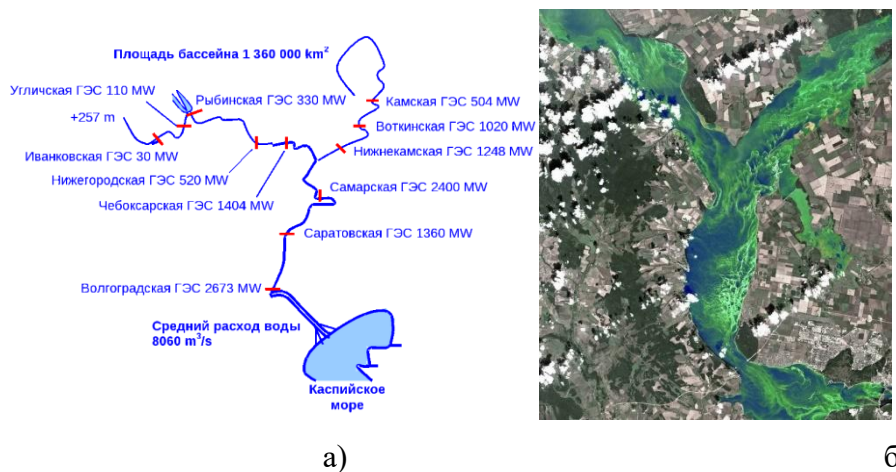 Площадь бассейна 1 360 000 km²
Угличская ГЭС 110 MW
Рыбинская ГЭС 330 MW
+257 m
Иванковская ГЭС 30 MW
Нижегородская ГЭС 520 MW
Чебоксарская ГЭС 1404 MW
Камская ГЭС 504 MW
Воткинская ГЭС 1020 MW
Нижнекамская ГЭС 1248 MW
Самарская ГЭС 2400 MW
Саратовская ГЭС 1360 MW
Волгоградская ГЭС 2673 MW
Средний расход воды
8060 m³/s
Каспийское
море
а)
б